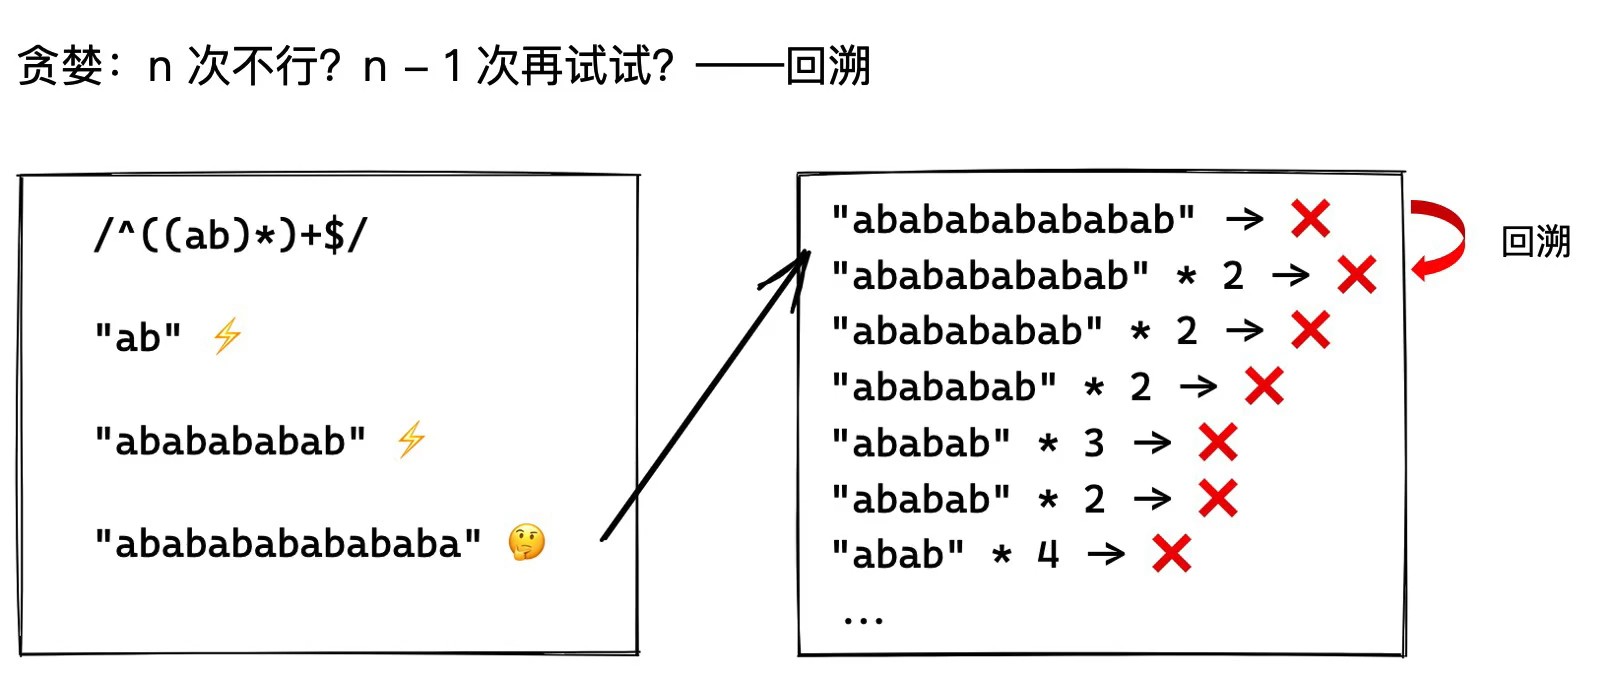 贪婪：n 次不行？n – 1 次再试试？——回溯
/^((ab)*)+$/
"ab" ⚡
"ababababab" ⚡
"abababababababa" 🤔
"ababababababab" → ❌
"abababababab" * 2 → ❌
"ababababab" * 2 → ❌
"abababab" * 2 → ❌
"ababab" * 3 → ❌
"ababab" * 2 → ❌
"abab" * 4 → ❌
...
回溯